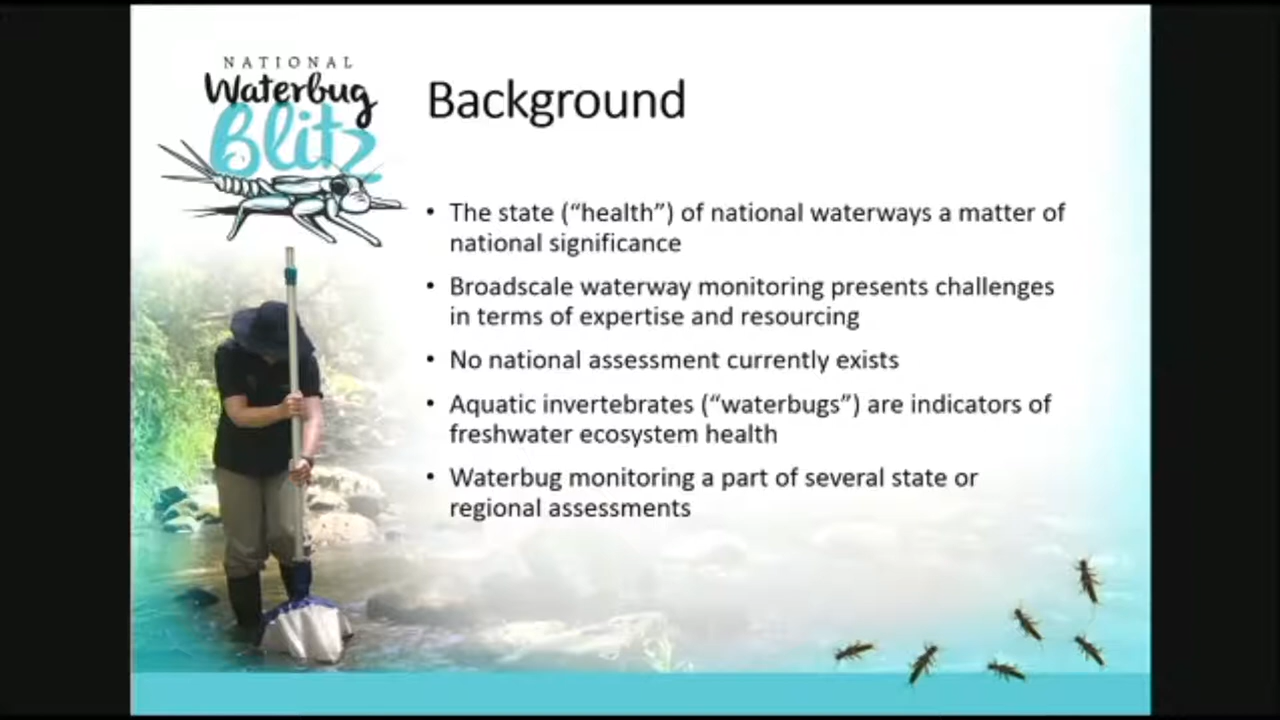 NATIONAL
Waterbug
Blitz
Background
• The state (“health”) of national waterways a matter of
national significance
• Broadscale waterway monitoring presents challenges
in terms of expertise and resourcing
• No national assessment currently exists
• Aquatic invertebrates (“waterbugs”) are indicators of
freshwater ecosystem health
• Waterbug monitoring a part of several state or
regional assessments